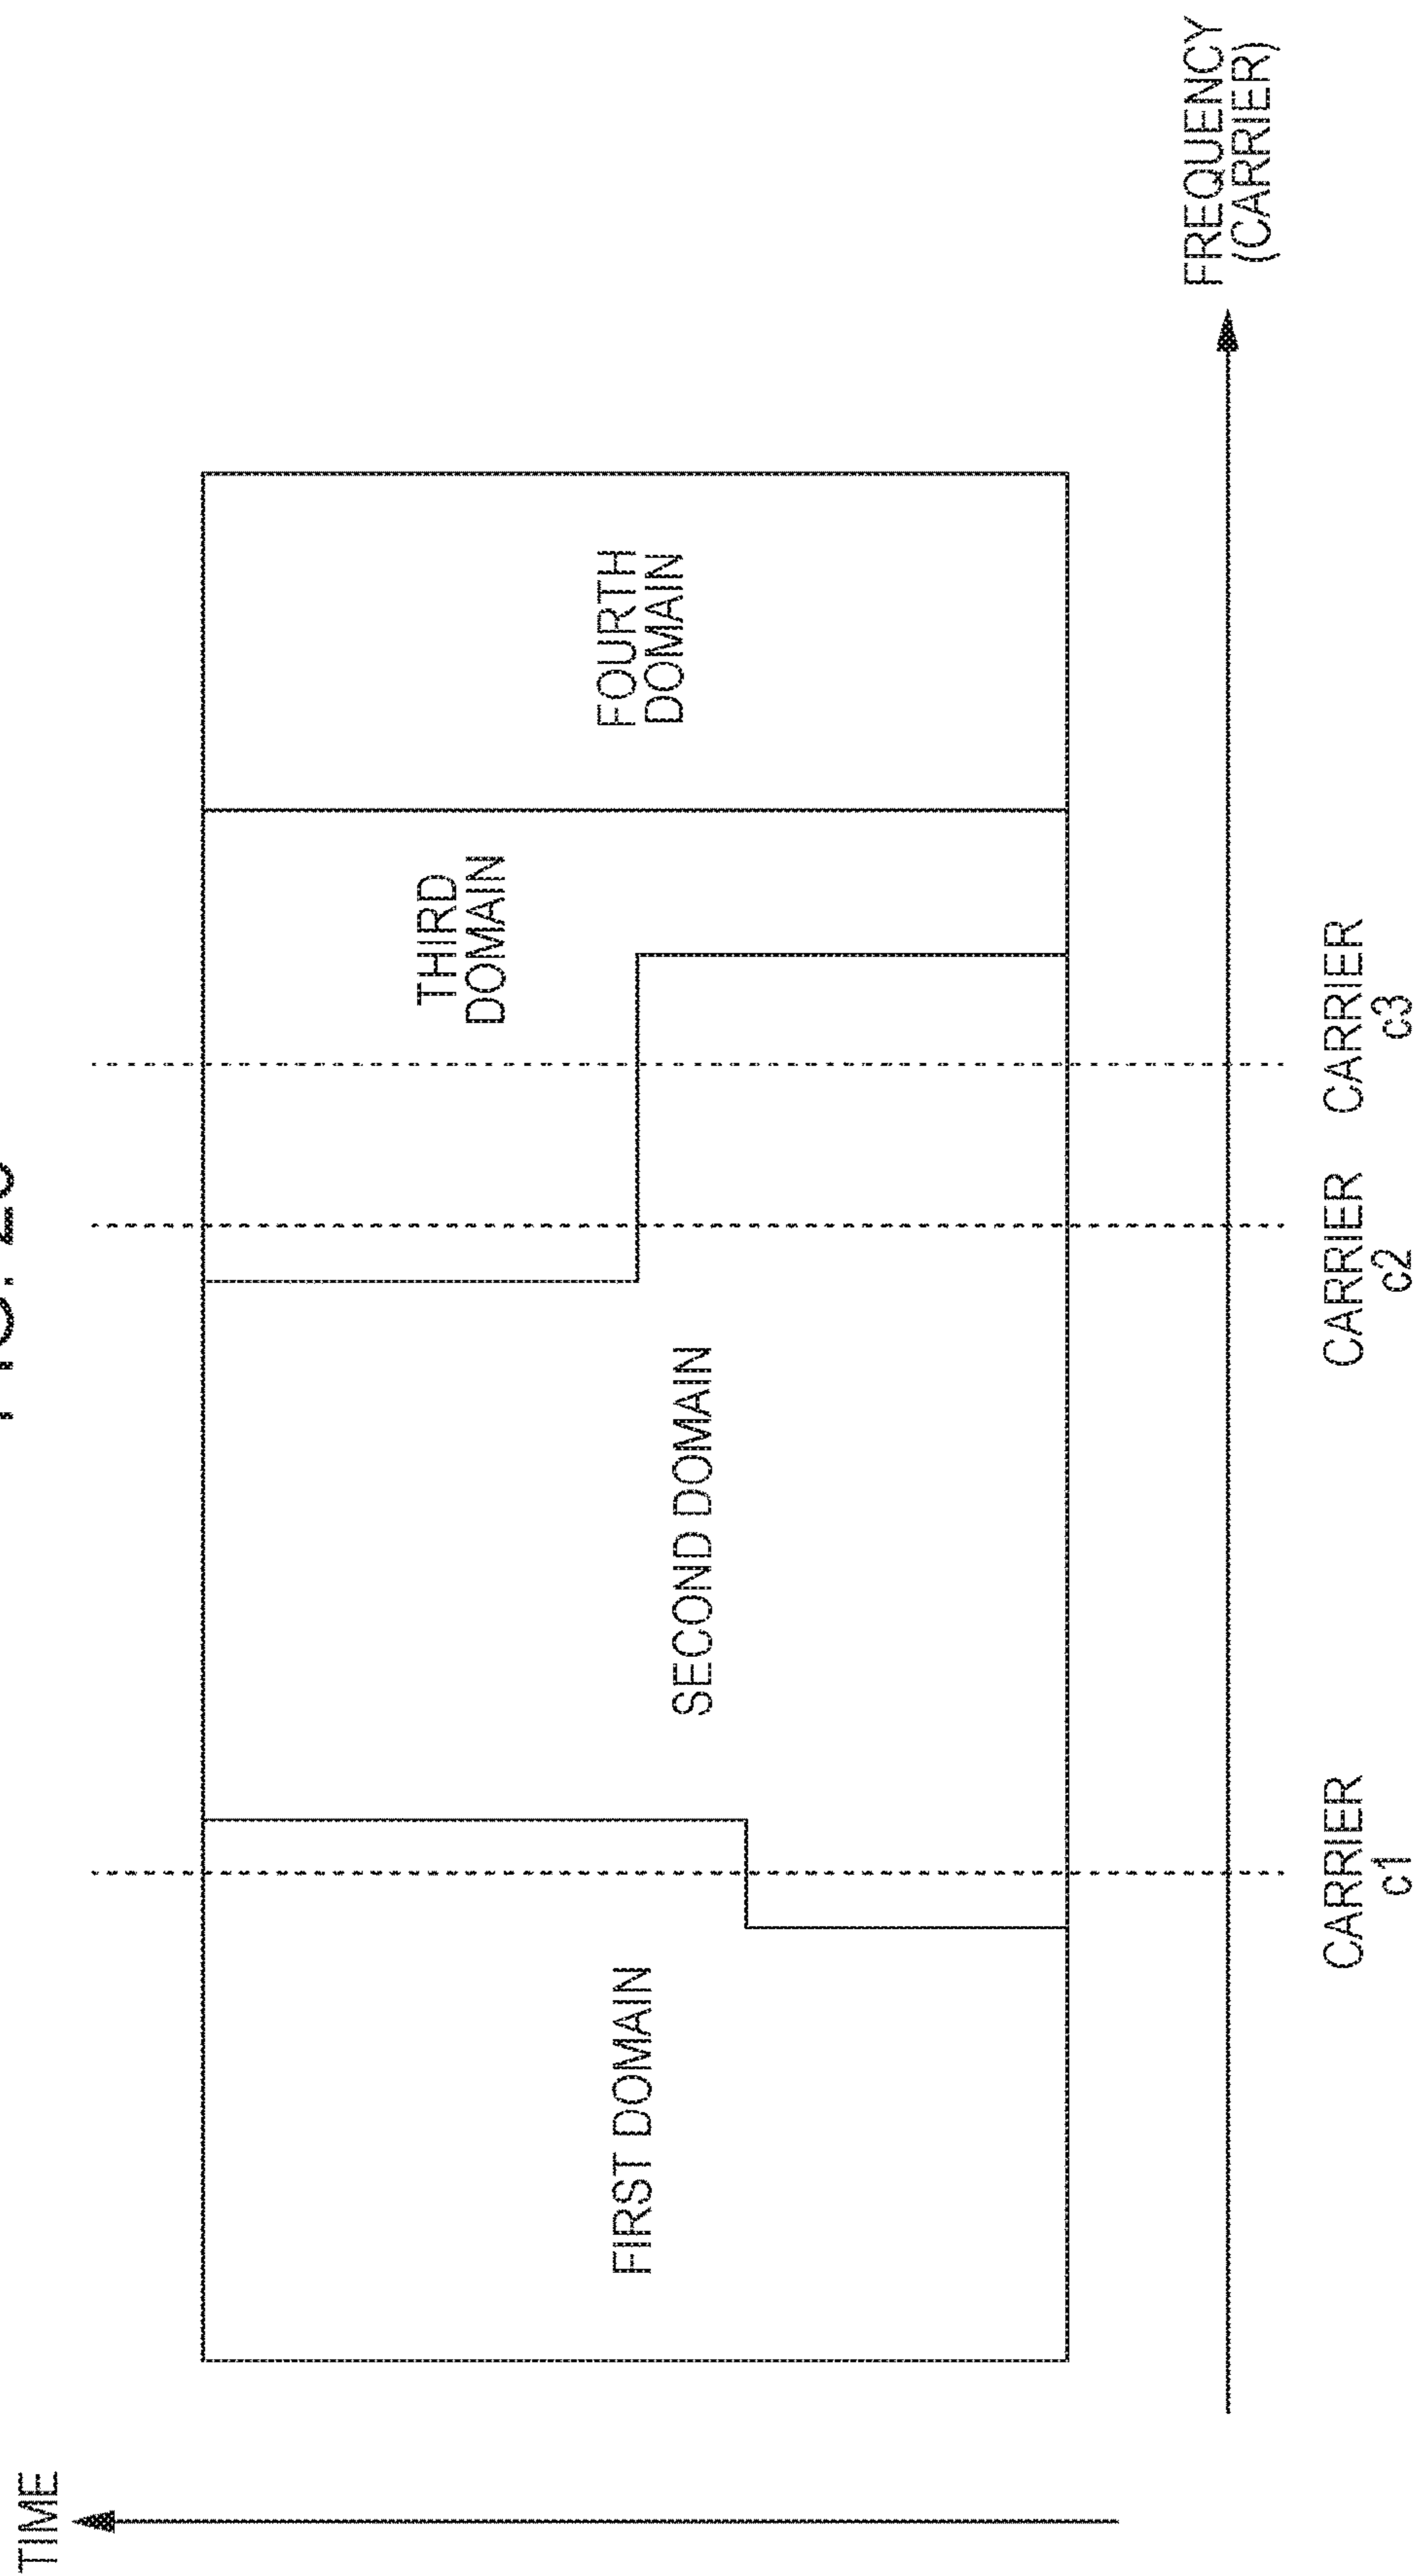 TIME
FIRST DOMAIN
SECOND DOMAIN
THIRD
DOMAIN
FOURTH
DOMAIN
FREQUENCY
(CARRIER)
CARRIER
c1
CARRIER
c2
CARRIER
c3